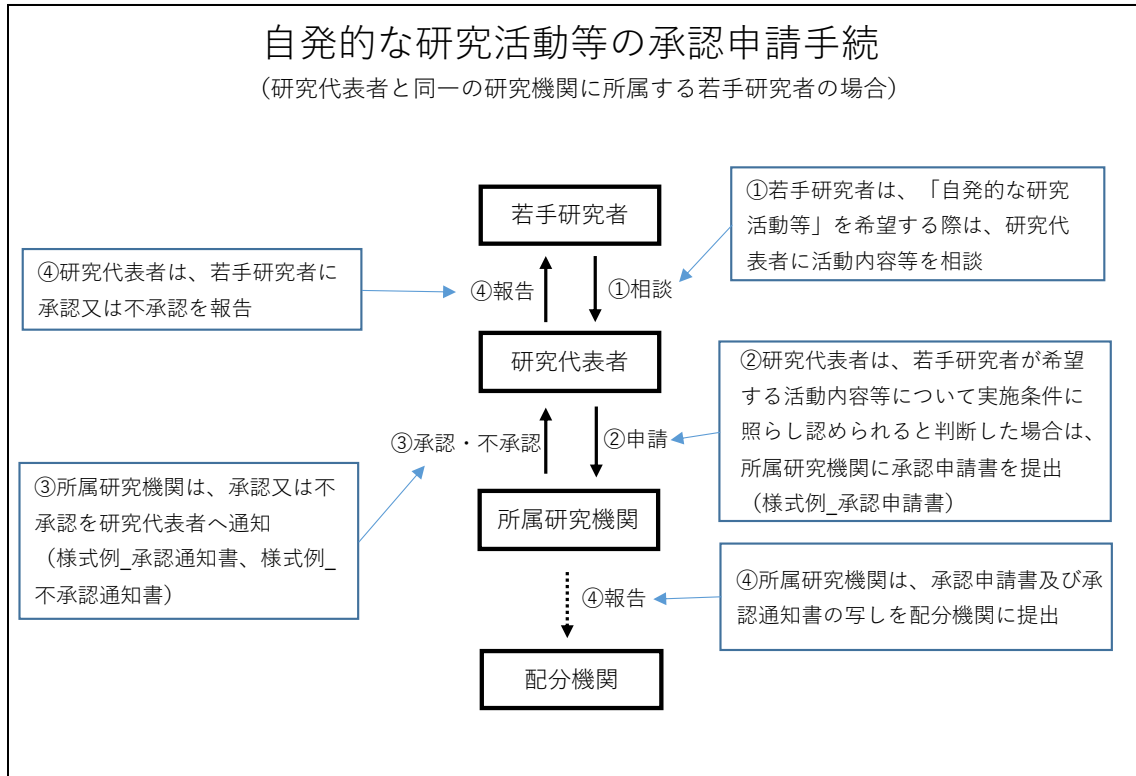 自発的な研究活動等の承認申請手続
（研究代表者と同一の研究機関に所属する若手研究者の場合）
若手研究者
①若手研究者は、「自発的な研究
活動等」を希望する際は、研究代
表者に活動内容等を相談
④研究代表者は、若手研究者に
承認又は不承認を報告
④報告
①相談
研究代表者
②研究代表者は、若手研究者が希望
する活動内容等について実施条件に
照らし認められると判断した場合は、
所属研究機関に承認申請書を提出
（様式例_承認申請書）
③承認・不承認
②申請
③所属研究機関は、承認又は不
承認を研究代表者へ通知
（様式例_承認通知書、様式例_
不承認通知書）
所属研究機関
④報告
④所属研究機関は、承認申請書及び承
認通知書の写しを配分機関に提出
配分機関